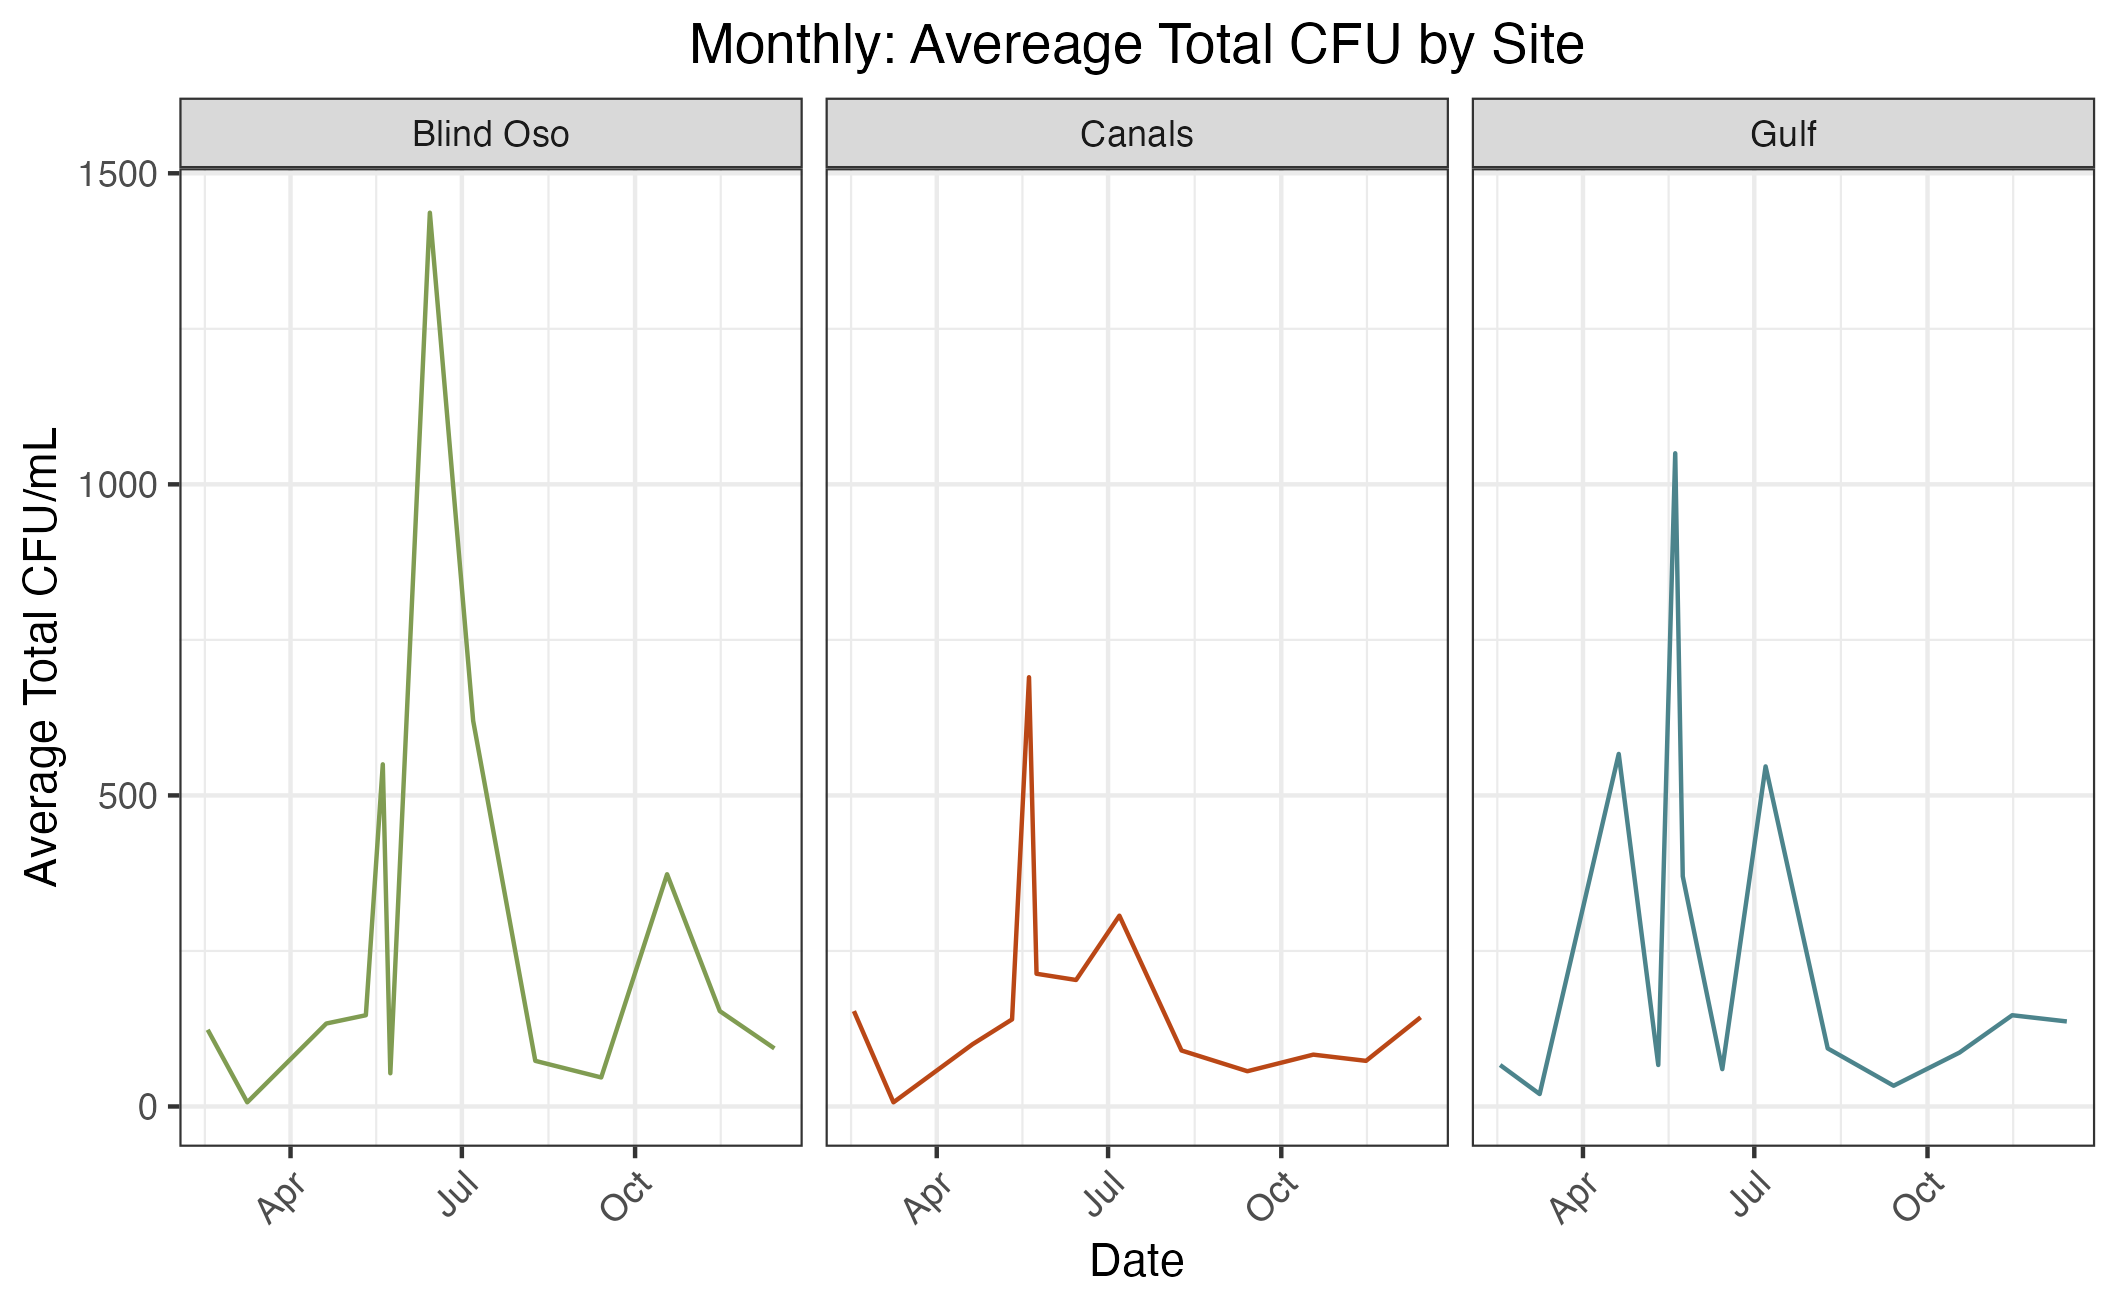 Monthly: Avereage Total CFU by Site
Blind Oso
Canals
Gulf
Average Total CFU/mL
1500
1000
500
0
Apr
Jul
Oct
Apr
Jul
Oct
Apr
Jul
Oct
Date